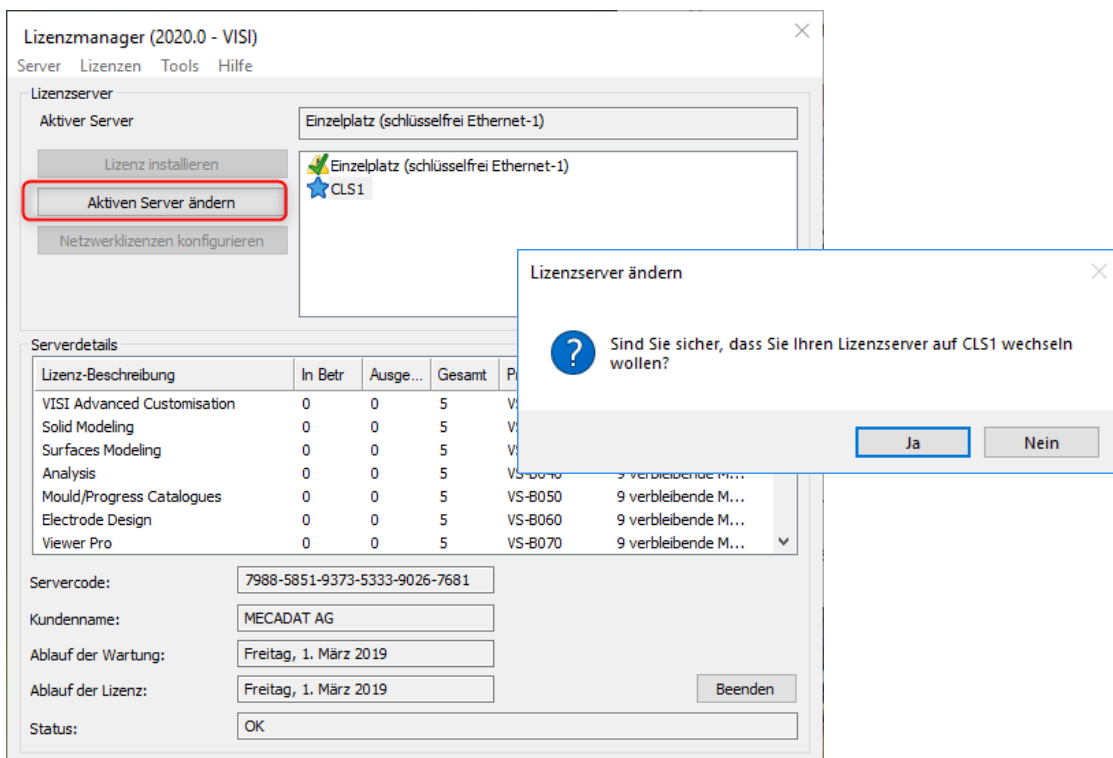 Lizenzmanager (2020.0 - VISI)
Server Lizenzen Tools Hilfe
Lizenzserver
Aktiver Server Einzelplatz (schlüsselfrei Ethernet-1)
Lizenz installieren
Aktiven Server ändern
Netzwerklizenzen konfigurieren
Einzelplatz (schlüsselfrei Ethernet-1)
CLS1
Lizenzserver ändern
Sind Sie sicher, dass Sie Ihren Lizenzserver auf CLS1 wechseln
wollen?
Ja Nein
Serverdetails
Lizenz-Beschreibung In Betr Ausge... Gesamt
VISI Advanced Customisation 0 0 5
Solid Modeling 0 0 5
Surfaces Modeling 0 0 5
Analysis 0 0 5 VS-B040 9 verbleibende M...
Mould/Progress Catalogues 0 0 5 VS-B050 9 verbleibende M...
Electrode Design 0 0 5 VS-B060 9 verbleibende M...
Viewer Pro 0 0 5 VS-B070 9 verbleibende M...
Servercode: 7988-5851-9373-5333-9026-7681
Kundenname: MECADAT AG
Ablauf der Wartung: Freitag, 1. März 2019
Ablauf der Lizenz: Freitag, 1. März 2019
Beenden
Status: OK